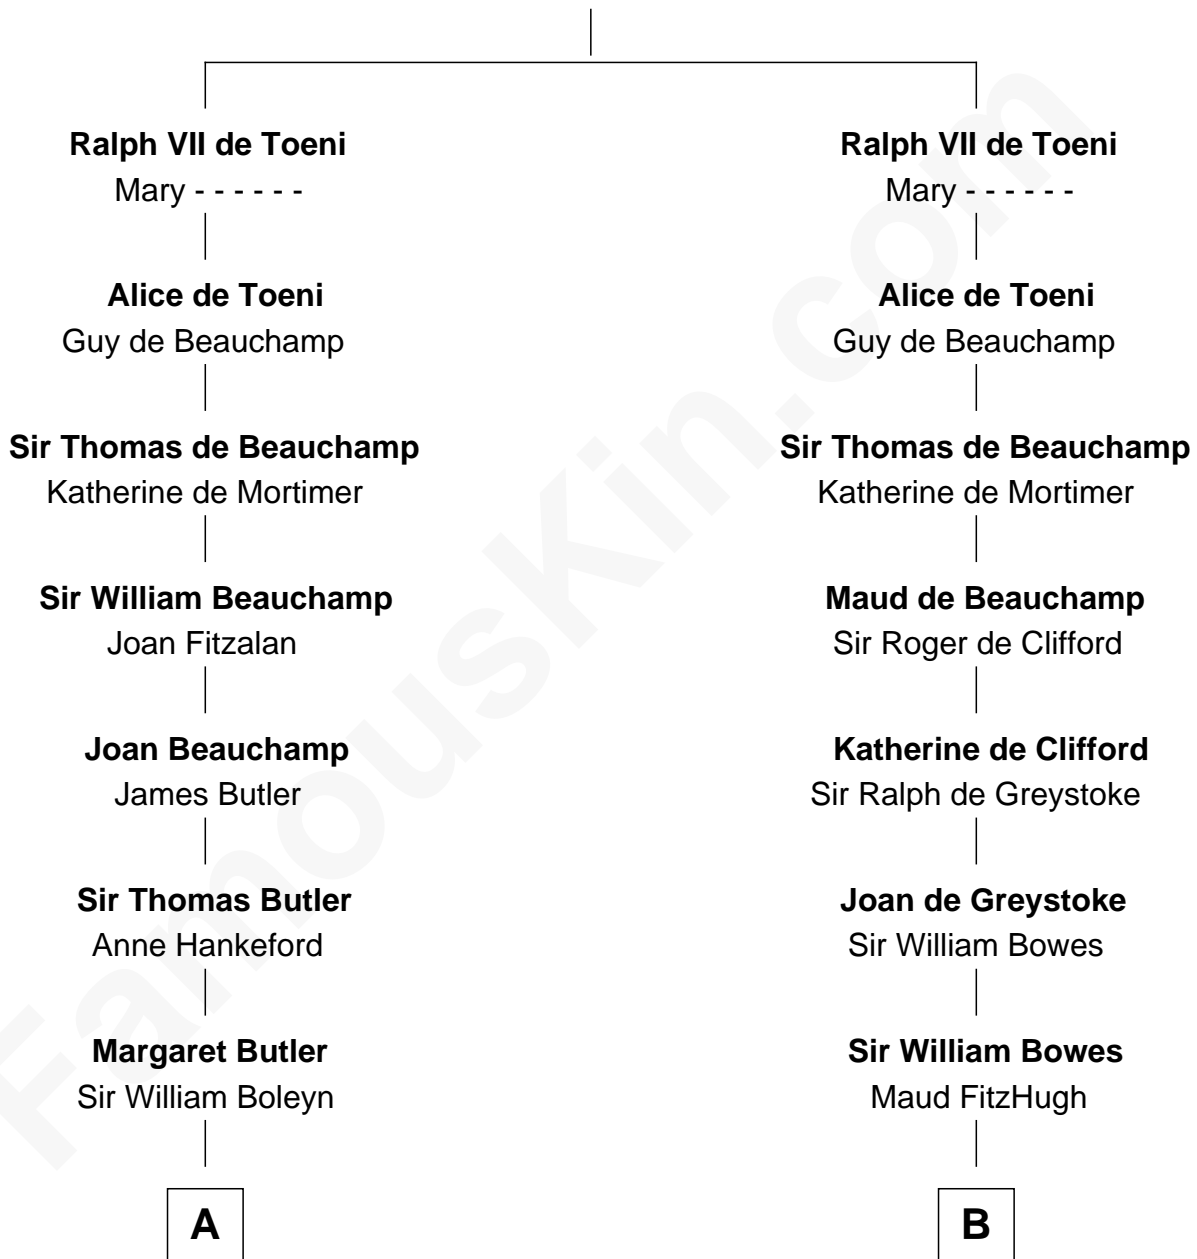 Ralph VII de Toeni
Mary - - - - - -
Alice de Toeni
Guy de Beauchamp
Sir Thomas de Beauchamp
Katherine de Mortimer
Sir William Beauchamp
Joan Fitzalan
Joan Beauchamp
James Butler
Sir Thomas Butler
Anne Hankeford
Margaret Butler
Sir William Boleyn
A
Ralph VII de Toeni
Mary - - - - - -
Alice de Toeni
Guy de Beauchamp
Sir Thomas de Beauchamp
Katherine de Mortimer
Maud de Beauchamp
Sir Roger de Clifford
Katherine de Clifford
Sir Ralph de Greystoke
Joan de Greystoke
Sir William Bowes
Sir William Bowes
Maud FitzHugh
B
FamousKin.com